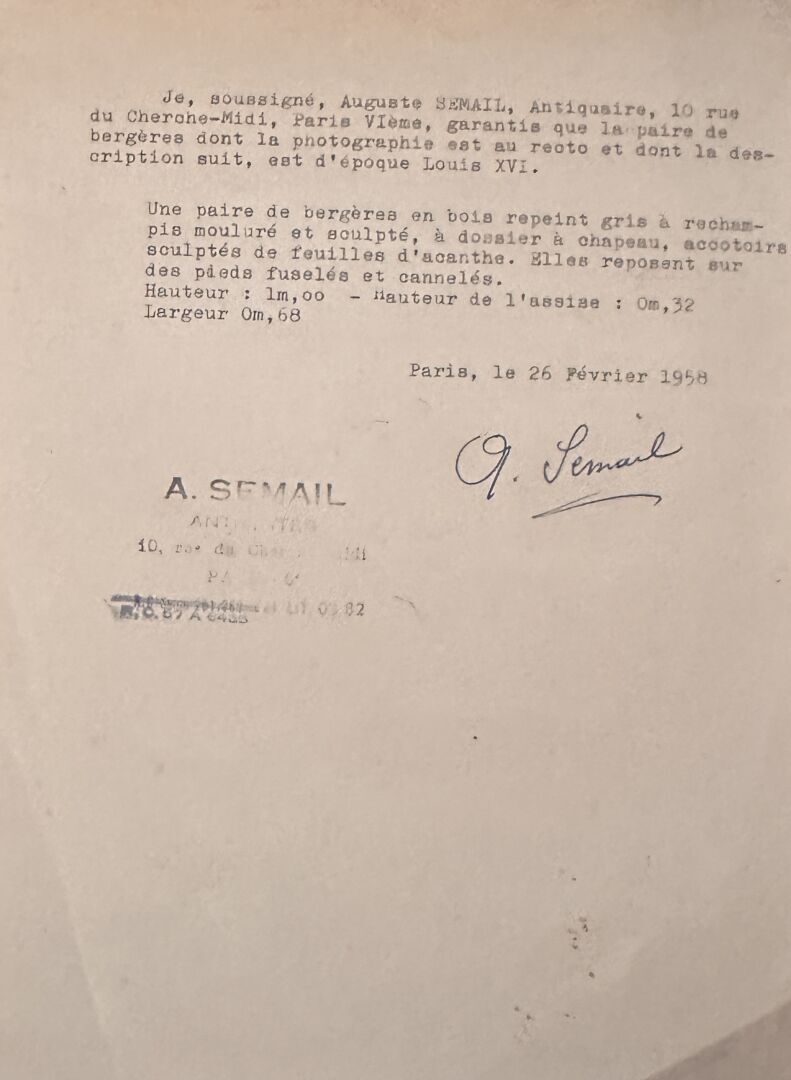 Je, soussigné, Auguste SEMAIL, Antiquaire, 10 rue
du Cherche-Midi, Paris VIème, garantis que la paire de
bergères dont la photographie est au recto et dont la des-
cription suit, est d'époque Louis XVI.
Une paire de bergères en bois repeint gris à recham-
pis mouluré et sculpté, à dossier à chapeau, accotoirs
sculptés de feuilles d'acanthe. Elles reposent sur
des pieds fuselés et cannelés.
Hauteur : 1m,00 - Hauteur de l'assise : 0m,32
Largeur 0m,68
Paris, le 26 Février 1958
A. Semail
A. SEMAIL
10, rue du